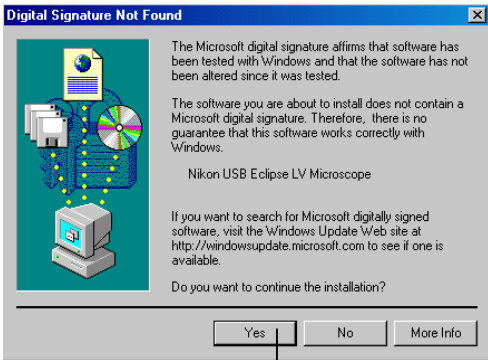 Digital Signature Not Found
The Microsoft digital signature affirms that software has
been tested with Windows and that the software has not
been altered since it was tested.
The software you are about to install does not contain a
Microsoft digital signature. Therefore, there is no
guarantee that this software works correctly with
Windows.
Nikon USB Eclipse LV Microscope
If you want to search for Microsoft digitally signed
software, visit the Windows Update Web site at
http://windowsupdate.microsoft.com to see if one is
available.
Do you want to continue the installation?
Yes No More Info